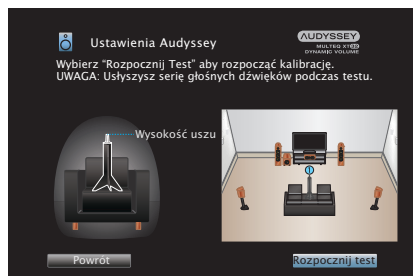 Ustawienia Audyssey
AUDYSSEY
MULTEQ XT32
DYNAMIC VOLUME
Wybierz "Rozpocznij Test" aby rozpocząć kalibrację.
UWAGA: Usłyszysz serię głośnych dźwięków podczas testu.
Wysokość uszu
Powrót
Rozpocznij test